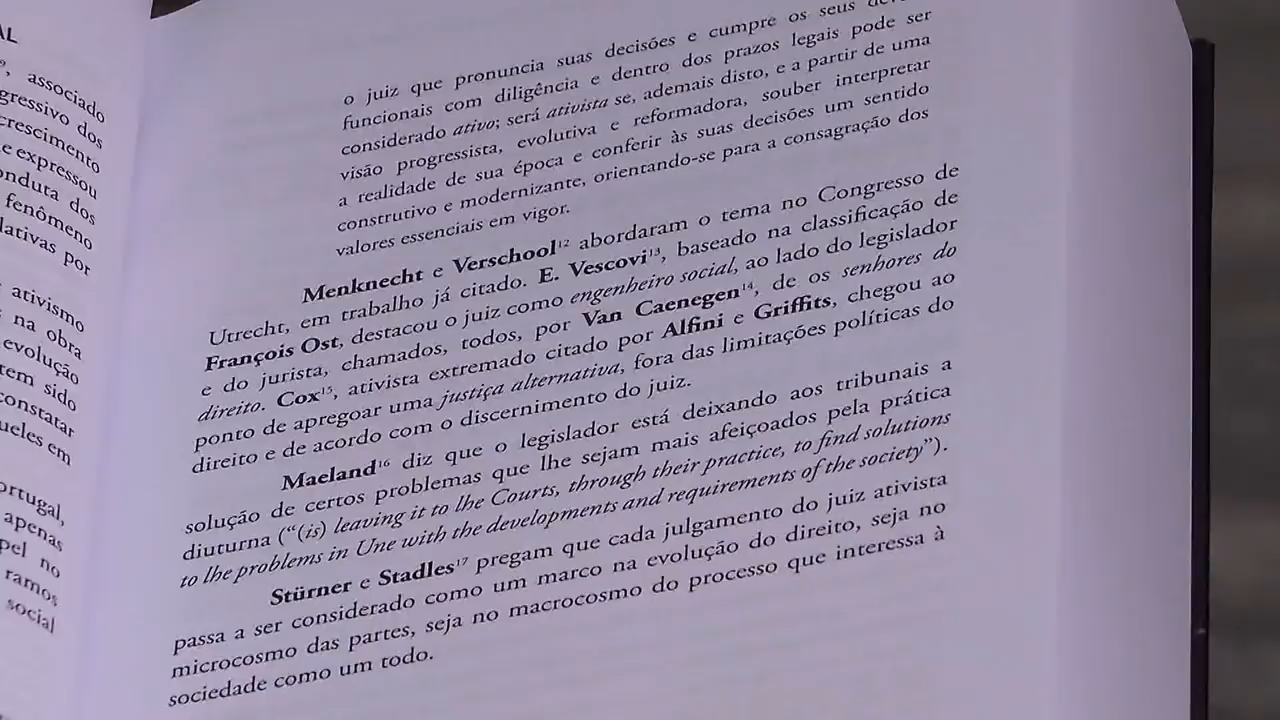 AL
, associado
gressivo dos
crescimento
e expressou
onduta dos
fenômeno
lativas por
ativismo
na obra
evolução
tem sido
constatar
ueles em
ortugal,
apenas
pel no
ramos
social
o juiz que pronuncia suas decisões e cumpre os seus
funcionais com diligência e dentro dos prazos legais pode ser
considerado ativo; será ativista se, ademais disto, e a partir de uma
visão progressista, evolutiva e reformadora, souber interpretar
a realidade de sua época e conferir às suas decisões um sentido
construtivo e modernizante, orientando-se para a consagração dos
valores essenciais em vigor.
Menknecht e Verschool¹² abordaram o tema no Congresso de
Utrecht, em trabalho já citado. E. Vescovi¹³, baseado na classificação de
François Ost, destacou o juiz como engenheiro social, ao lado do legislador
e do jurista, chamados, todos, por Van Caenegen¹⁴, de os senhores do
direito. Cox¹⁵, ativista extremado citado por Alfini e Griffits, chegou ao
ponto de apregoar uma justiça alternativa, fora das limitações políticas do
direito e de acordo com o discernimento do juiz.
Maeland¹⁶ diz que o legislador está deixando aos tribunais a
solução de certos problemas que lhe sejam mais afeiçoados pela prática
diuturna (“(is) leaving it to lhe Courts, through their practice, to find solutions
to lhe problems in Une with the developments and requirements of the society”).
Stürner e Stadles¹⁷ pregam que cada julgamento do juiz ativista
passa a ser considerado como um marco na evolução do direito, seja no
microcosmo das partes, seja no macrocosmo do processo que interessa à
sociedade como um todo.